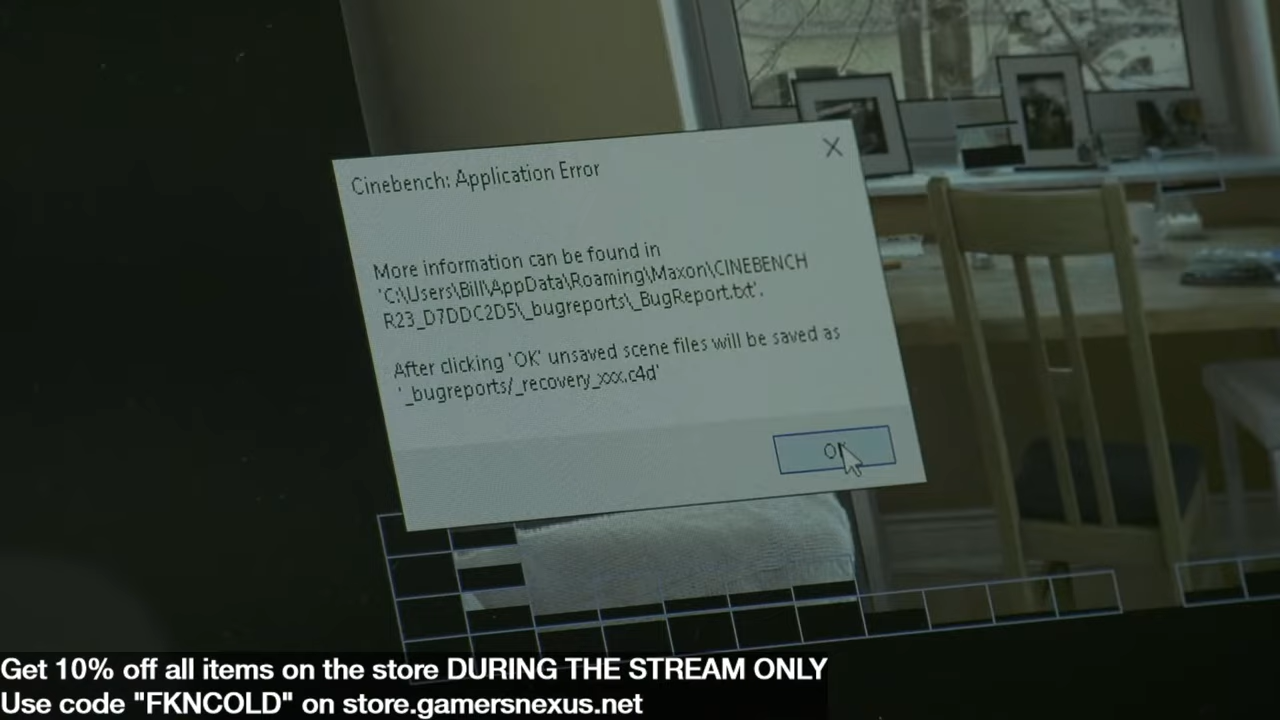 Cinebench: Application Error
More information can be found in
'C:\Users\Bill\AppData\Roaming\Maxon\CINEBENCH
R23_D7DDC2D5\_bugreports\_BugReport.txt'.
After clicking 'OK' unsaved scene files will be saved as
'_bugreports/_recovery_xxx.c4d'
OK
Get 10% off all items on the store DURING THE STREAM ONLY
Use code "FKNCOLD" on store.gamersnexus.net